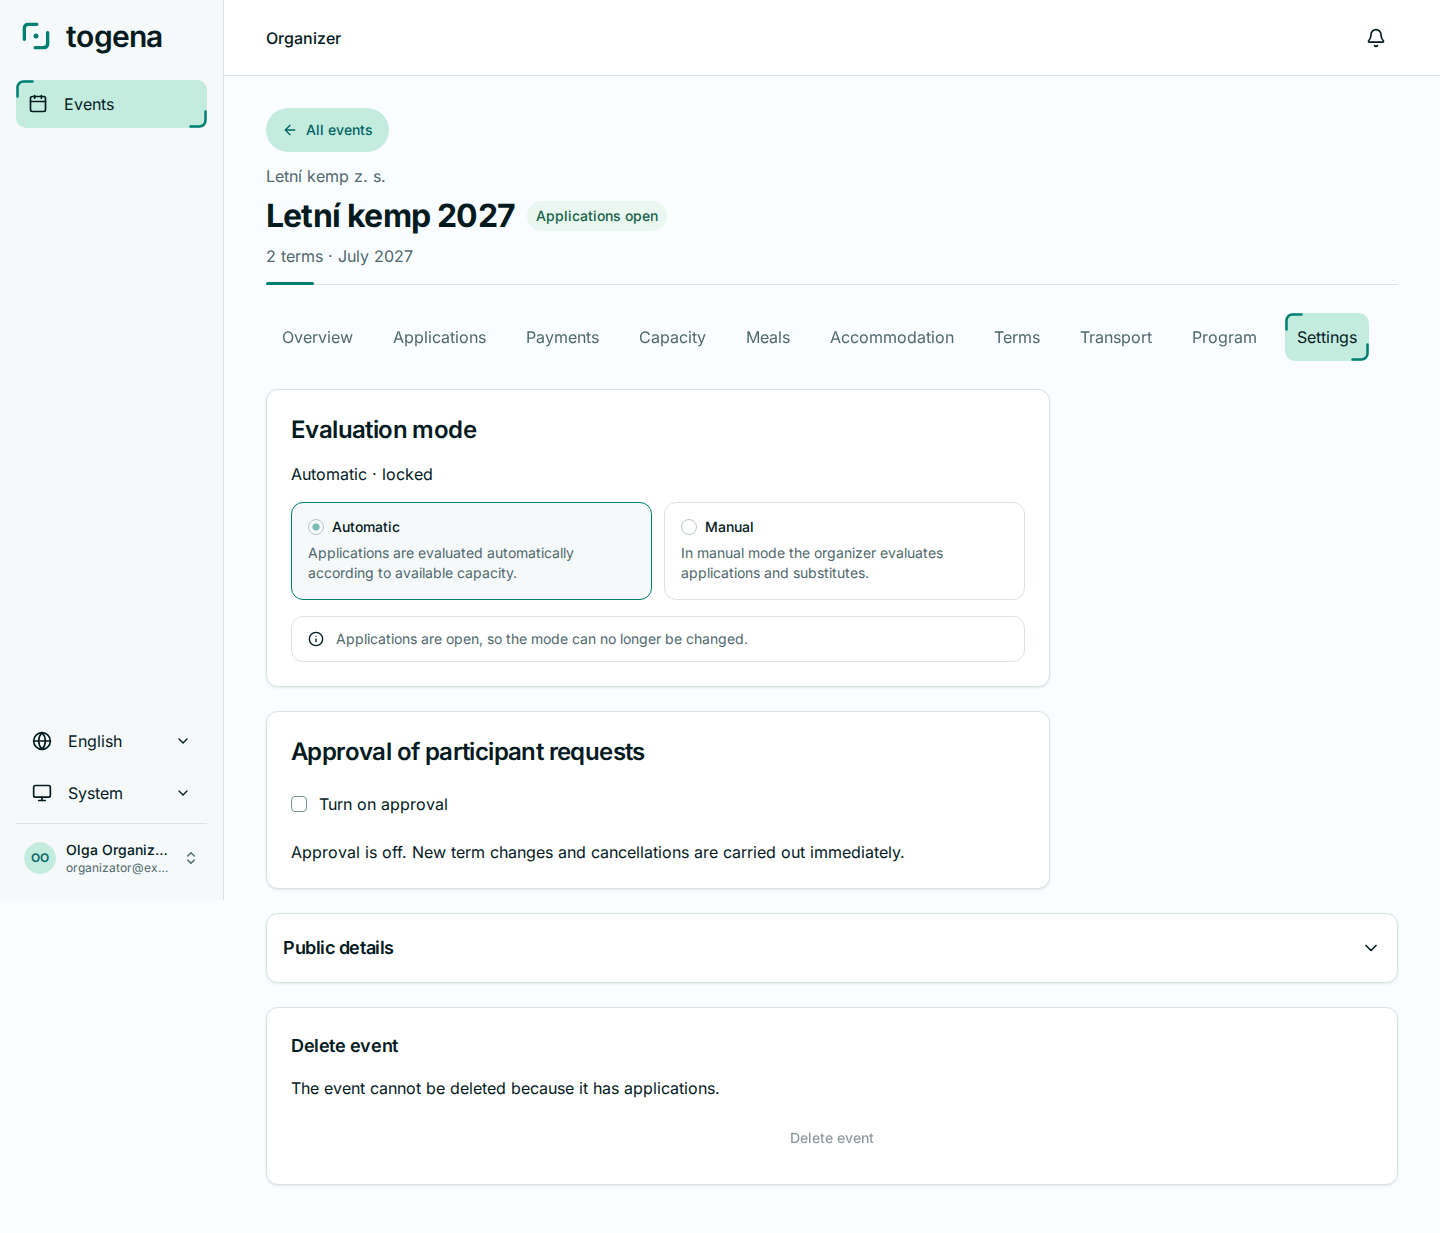 togena
Organizer
Events
All events
Letní kemp z. s.
Letní kemp 2027
Applications open
2 terms · July 2027
Overview
Applications
Payments
Capacity
Meals
Accommodation
Terms
Transport
Program
Settings
Evaluation mode
Automatic · locked
Automatic
Applications are evaluated automatically
according to available capacity.
Manual
In manual mode the organizer evaluates
applications and substitutes.
Applications are open, so the mode can no longer be changed.
Approval of participant requests
Turn on approval
Approval is off. New term changes and cancellations are carried out immediately.
English
System
OO
Olga Organiz...
organizator@ex...
Public details
Delete event
The event cannot be deleted because it has applications.
Delete event